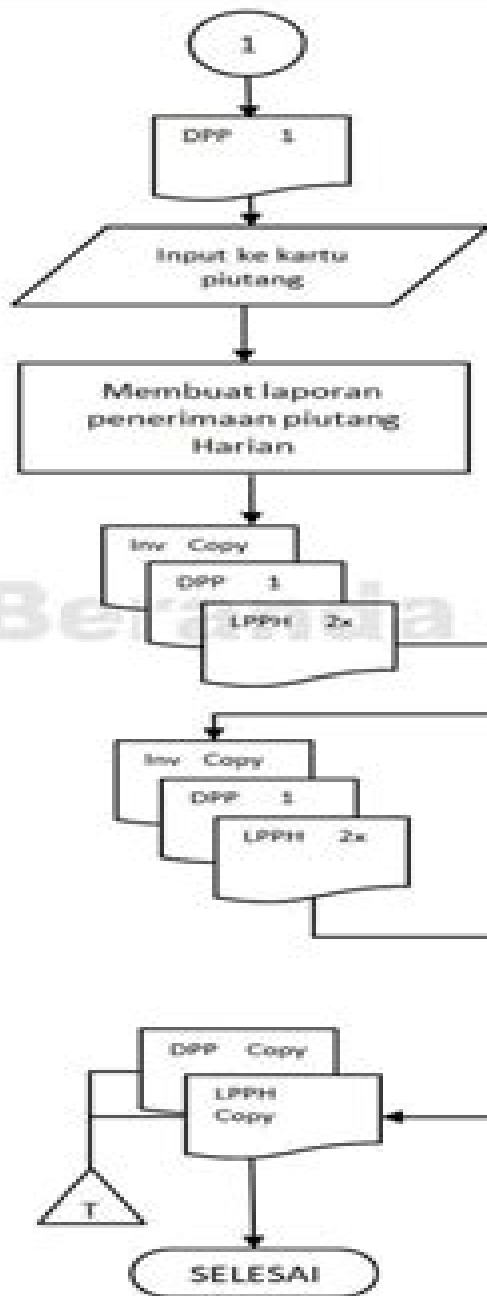 1
DPP 1
Input ke kartu
piutang
Membuat laporan
penerimaan piutang
Harian
Inv Copy
DPP 1
Beranda
LPPH 2x
Inv Copy
DPP 1
LPPH 2x
DPP Copy
LPPH
Copy
T
SELESAI